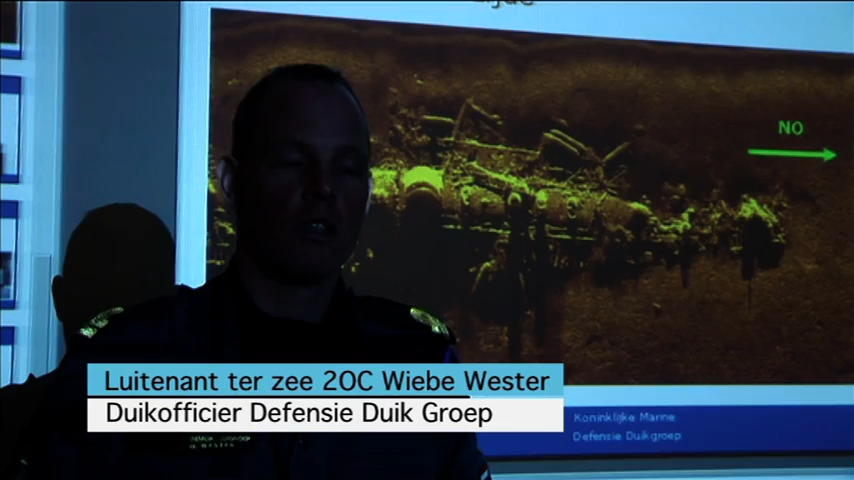 NO
Luitenant ter zee 2OC Wiebe Wester
Duikofficier Defensie Duik Groep
Koninklijke Marine
Defensie Duikgroep